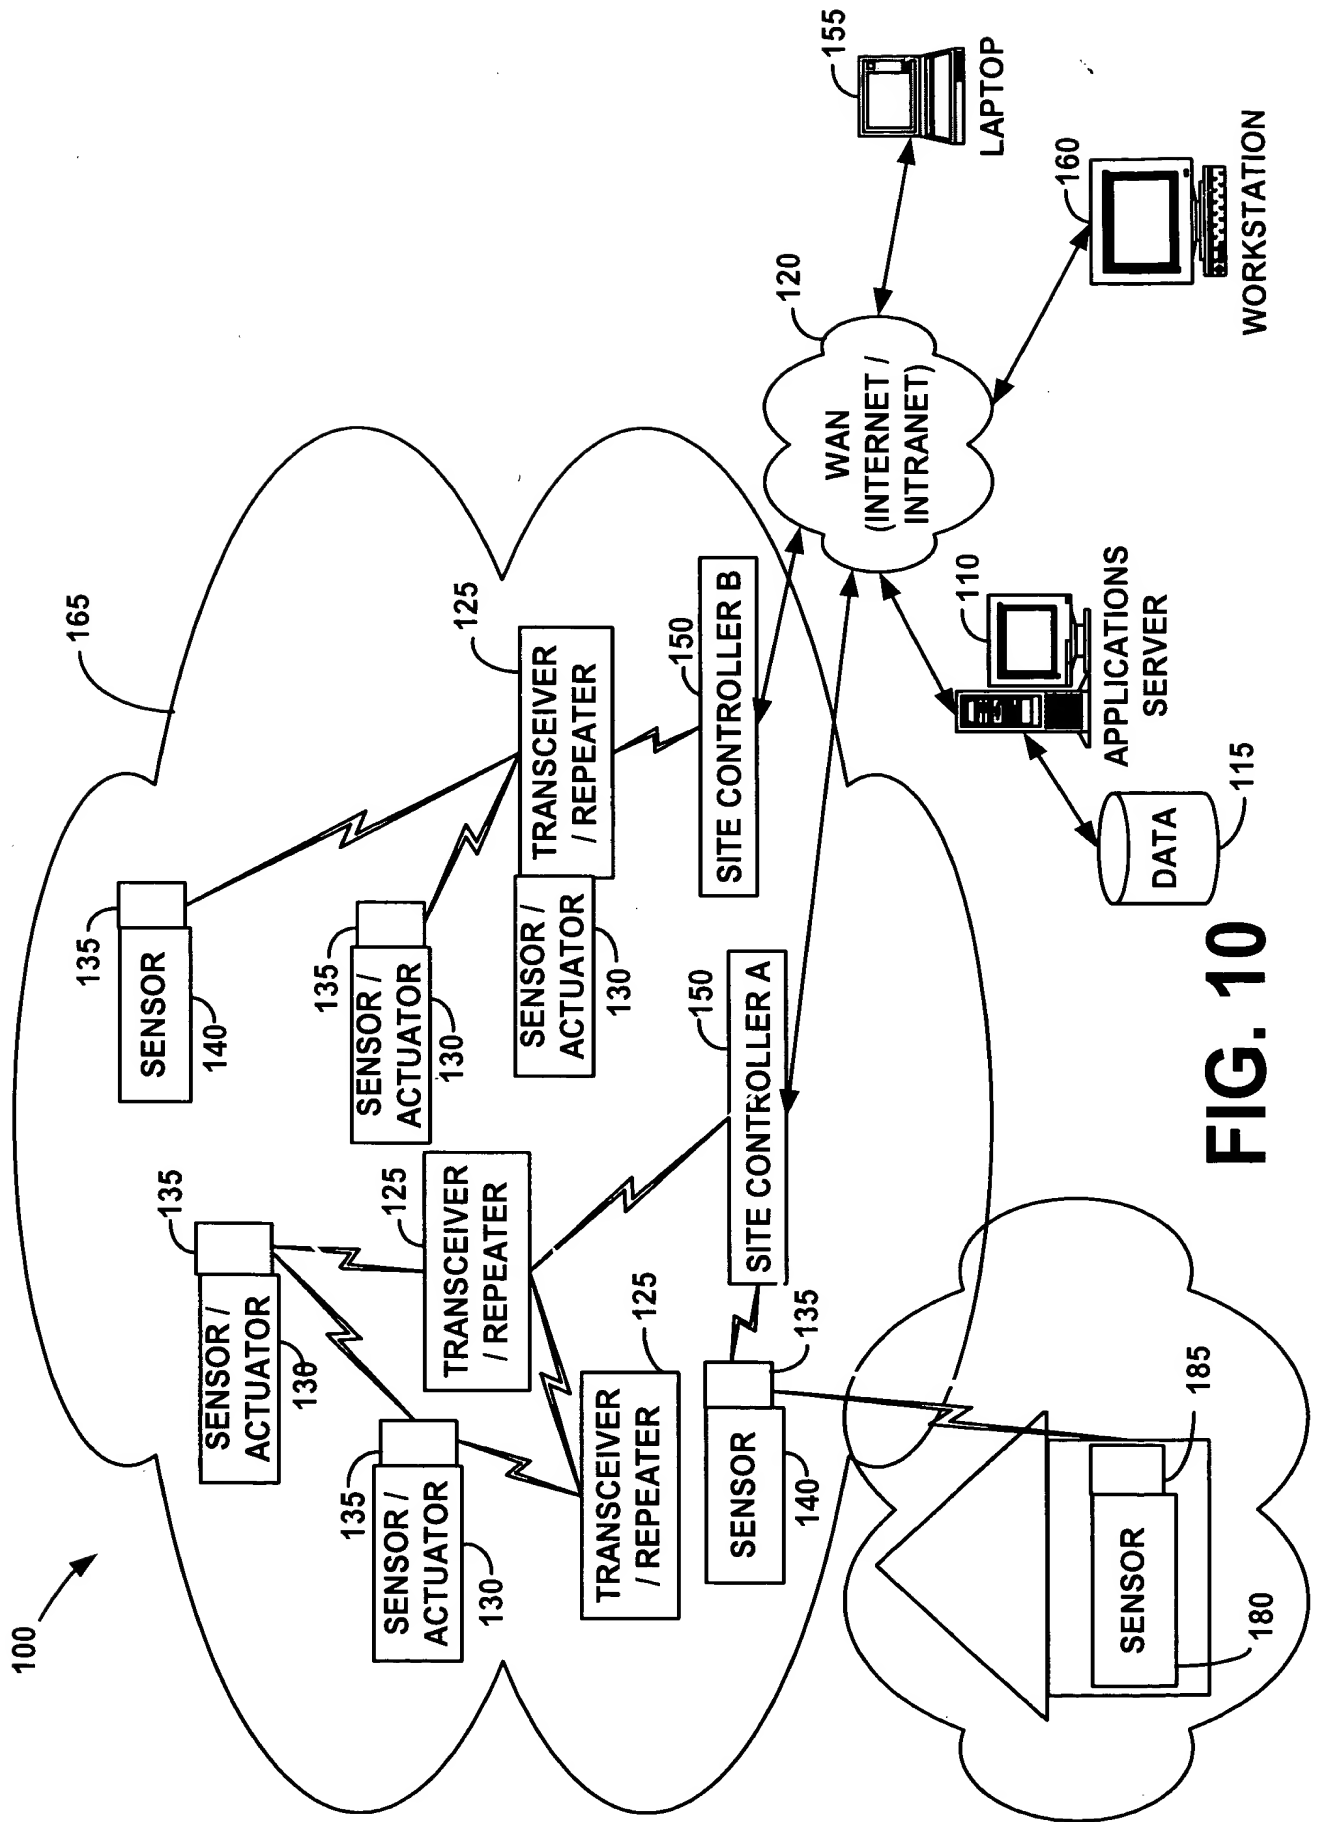 100
165
135
SENSOR /
ACTUATOR
130
135
SENSOR
140
135
SENSOR /
ACTUATOR
130
135
SENSOR /
ACTUATOR
130
125
TRANSCEIVER
/ REPEATER
125
TRANSCEIVER
/ REPEATER
SENSOR /
ACTUATOR
130
125
TRANSCEIVER
/ REPEATER
135
SENSOR
140
150
SITE CONTROLLER A
150
SITE CONTROLLER B
120
WAN
(INTERNET /
INTRANET)
155
LAPTOP
160
WORKSTATION
110
APPLICATIONS
SERVER
DATA
115
185
SENSOR
180
FIG. 10